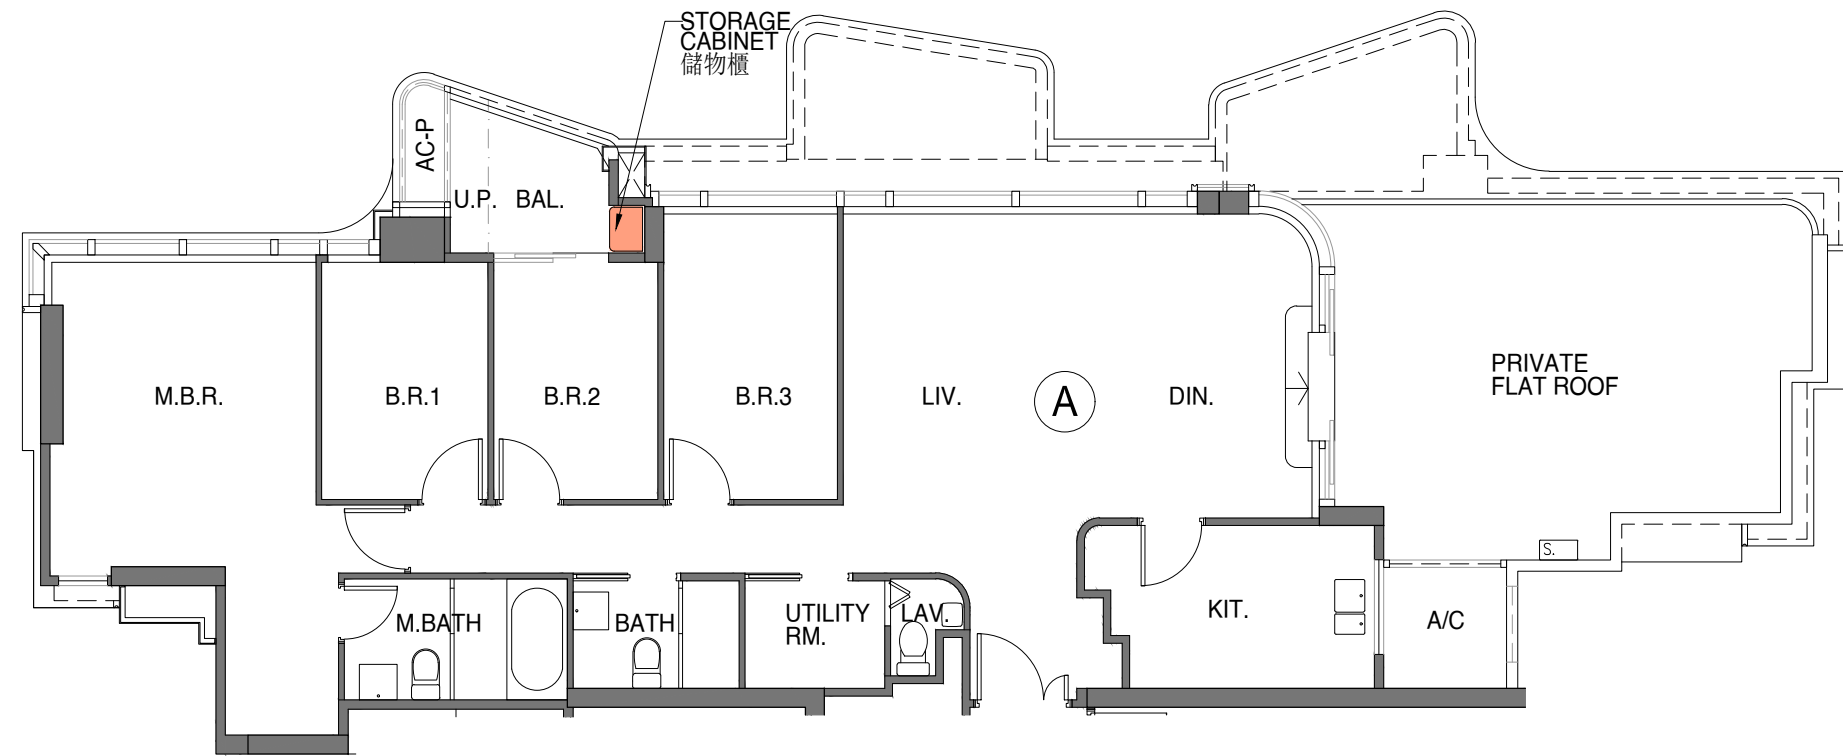 STORAGE
CABINET
儲物櫃
AC-P
U.P.
BAL.
M.B.R.
B.R.1
B.R.2
B.R.3
LIV.
A
DIN.
PRIVATE
FLAT ROOF
S.
M.BATH
BATH
UTILITY
RM.
LAV.
KIT.
A/C